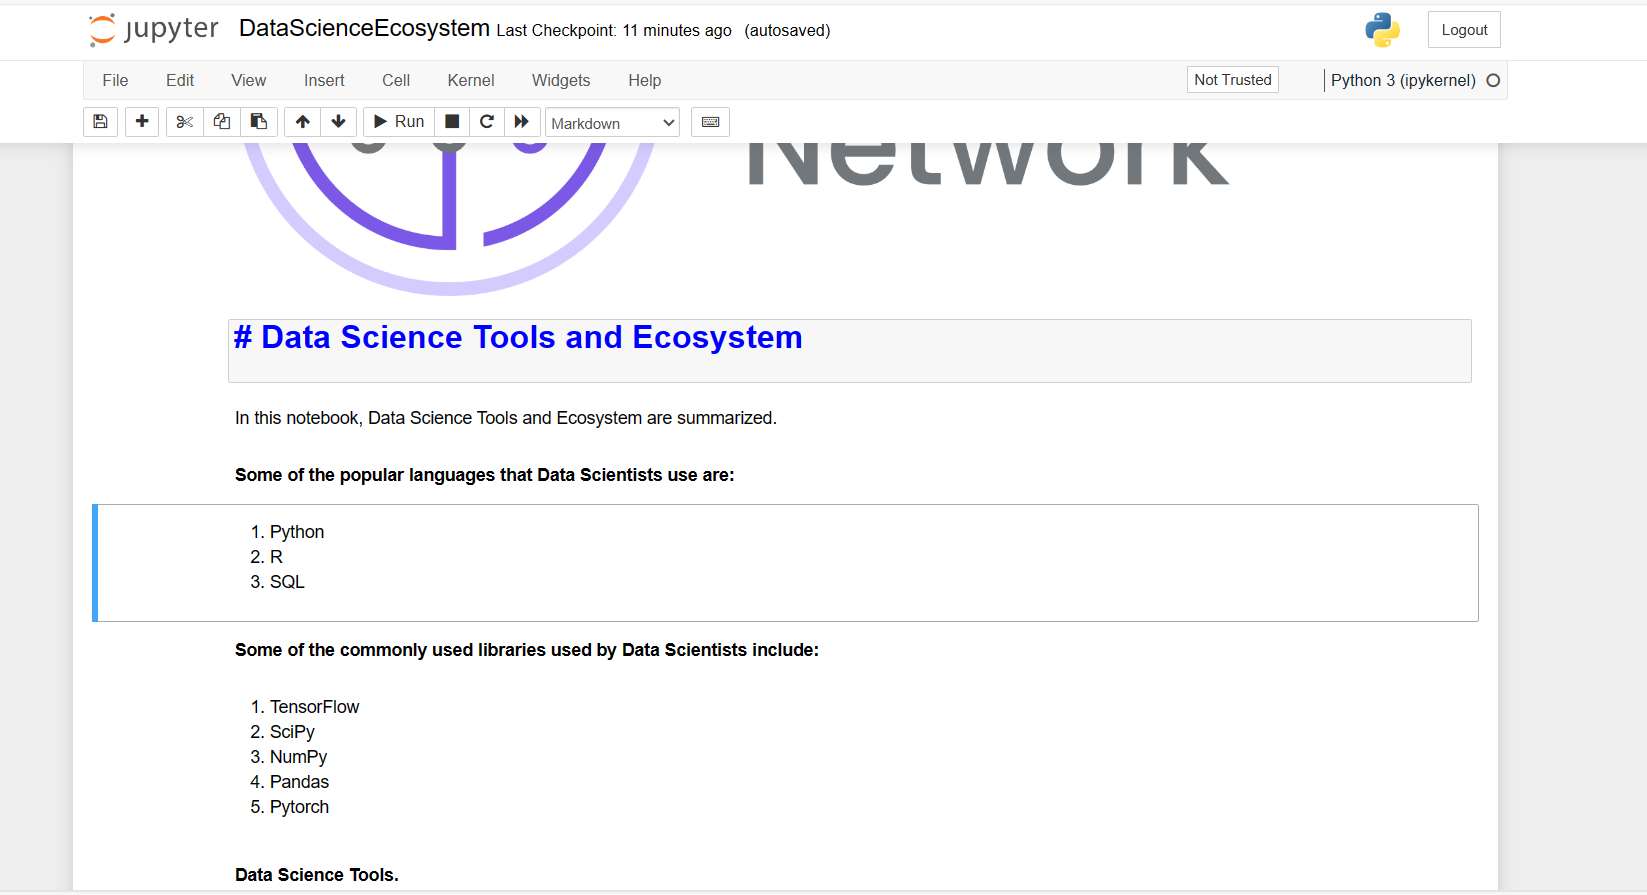 jupyter DataScienceEcosystem Last Checkpoint: 11 minutes ago (autosaved) Logout
File Edit View Insert Cell Kernel Widgets Help Not Trusted Python 3 (ipykernel)
Run Markdown
Network
# Data Science Tools and Ecosystem
In this notebook, Data Science Tools and Ecosystem are summarized.
Some of the popular languages that Data Scientists use are:
1. Python
2. R
3. SQL
Some of the commonly used libraries used by Data Scientists include:
1. TensorFlow
2. SciPy
3. NumPy
4. Pandas
5. Pytorch
Data Science Tools.